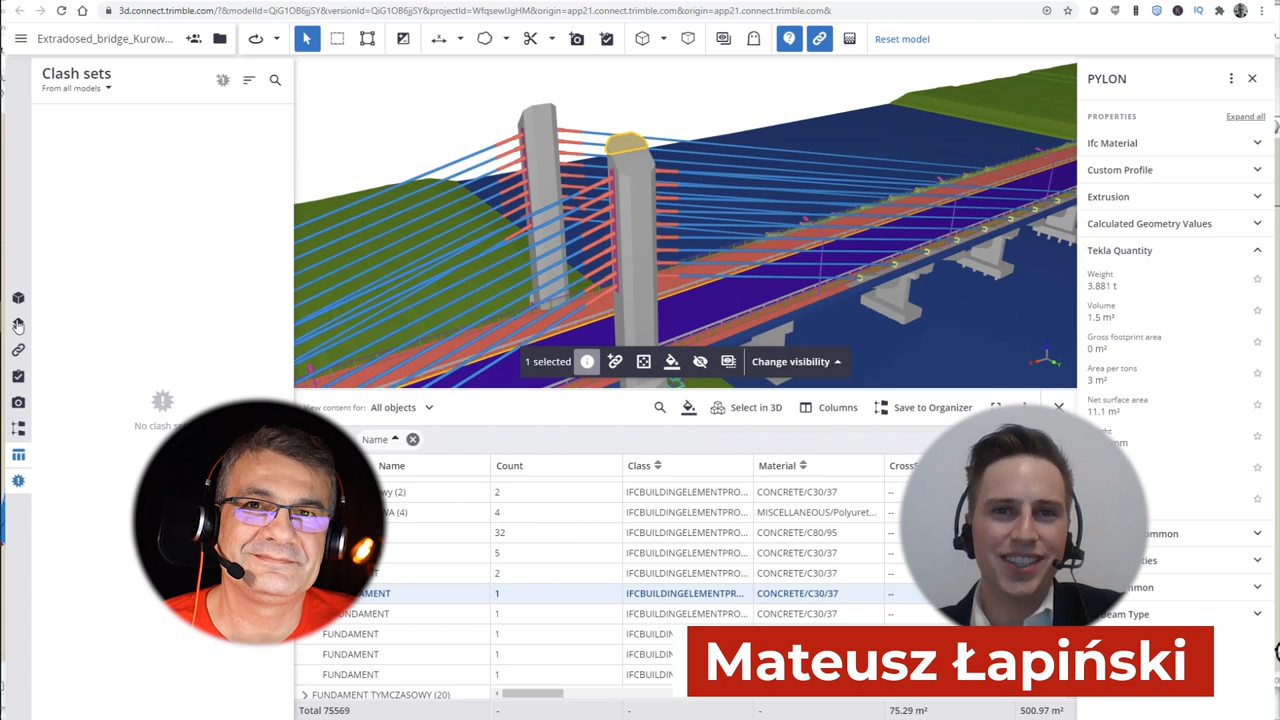 3d.connect.trimble.com/?&modelId=QiG1OB6jjSY&versionId=QiG1OB6jjSY&projectId=WfqsewUgHM&origin=app21.connect.trimble.com&origin=app21.connect.trimble.com&
Extradosed_bridge_Kurow...
Reset model
Clash sets
From all models
No clash
PYLON
PROPERTIES
Expand all
Ifc Material
Custom Profile
Extrusion
Calculated Geometry Values
Tekla Quantity
Weight
3.881 t
Volume
1.5 m³
Gross footprint area
0 m²
Area per tons
3 m²
Net surface area
11.1 m²
Beam Type
1 selected
Change visibility
View content for:
All objects
Select in 3D
Columns
Save to Organizer
Name
Name Count Class Material
2 IFCBUILDINGELEMENTPRO... CONCRETE/C30/37
4 IFCBUILDINGELEMENTPRO... MISCELLANEOUS/Polyuret...
32 IFCBUILDINGELEMENTPRO... CONCRETE/C80/95
5 IFCBUILDINGELEMENTPRO... CONCRETE/C30/37
2 IFCBUILDINGELEMENTPRO... CONCRETE/C30/37
1 IFCBUILDINGELEMENTPR... CONCRETE/C30/37 --
1 IFCBUILDINGELEMENTPRO... CONCRETE/C30/37 --
FUNDAMENT 1
FUNDAMENT 1
FUNDAMENT 1
FUNDAMENT TYMCZASOWY (20)
Total 75569 - - - 75.29 m² 500.97 m²
Mateusz Łapiński